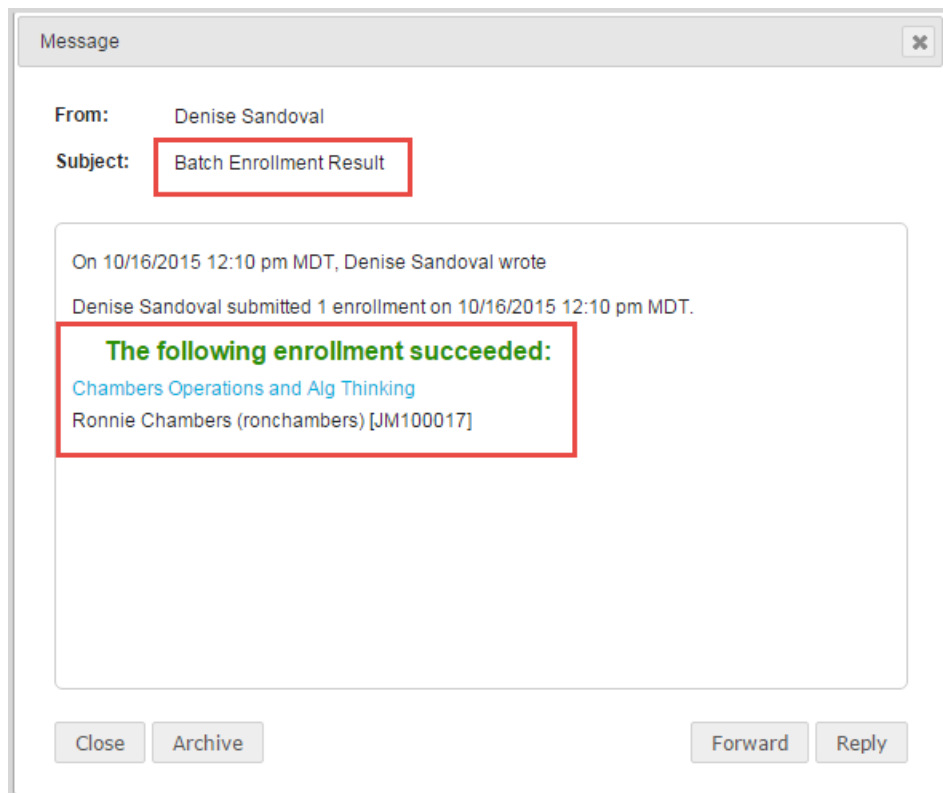 Message
From: Denise Sandoval
Subject: Batch Enrollment Result
On 10/16/2015 12:10 pm MDT, Denise Sandoval wrote
Denise Sandoval submitted 1 enrollment on 10/16/2015 12:10 pm MDT.
The following enrollment succeeded:
Chambers Operations and Alg Thinking
Ronnie Chambers (ronchambers) [JM100017]
Close Archive Forward Reply